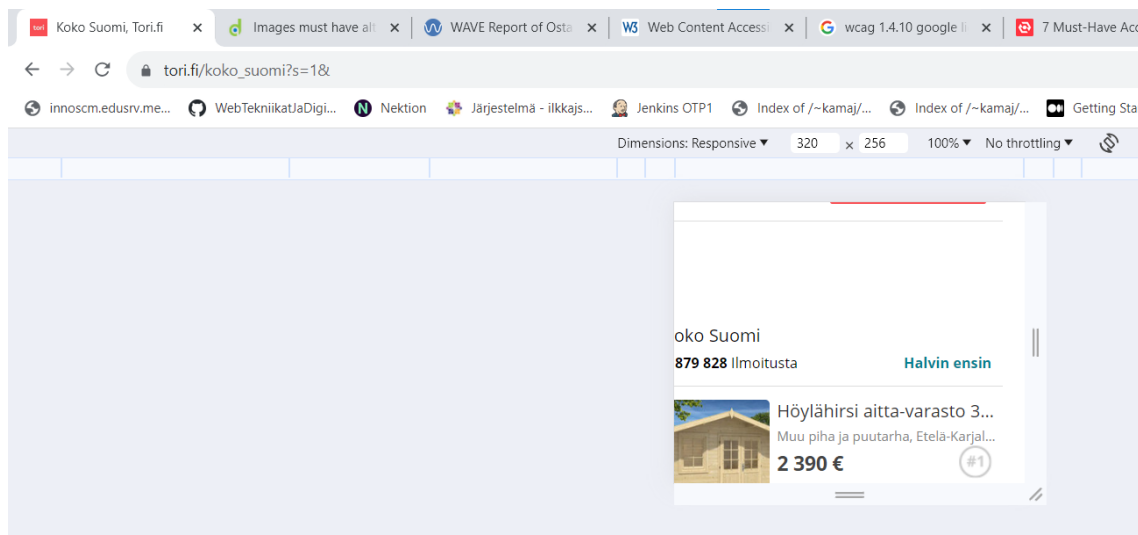 tori Koko Suomi, Tori.fi × d Images must have alt × WAVE Report of Osta × W3 Web Content Accessi × G wcag 1.4.10 google li × 7 Must-Have Acc
tori.fi/koko_suomi?s=1&
innoscm.edusrv.me... WebTekniikatJaDigi... N Nektion Järjestelmä - ilkkajs... Jenkins OTP1 Index of /~kamaj/... Index of /~kamaj/... Getting Sta
Dimensions: Responsive ▼ 320 × 256 100% ▼ No throttling ▼
oko Suomi
879 828 Ilmoitusta Halvin ensin
Höylähirsi aitta-varasto 3...
Muu piha ja puutarha, Etelä-Karjal...
2 390 € #1